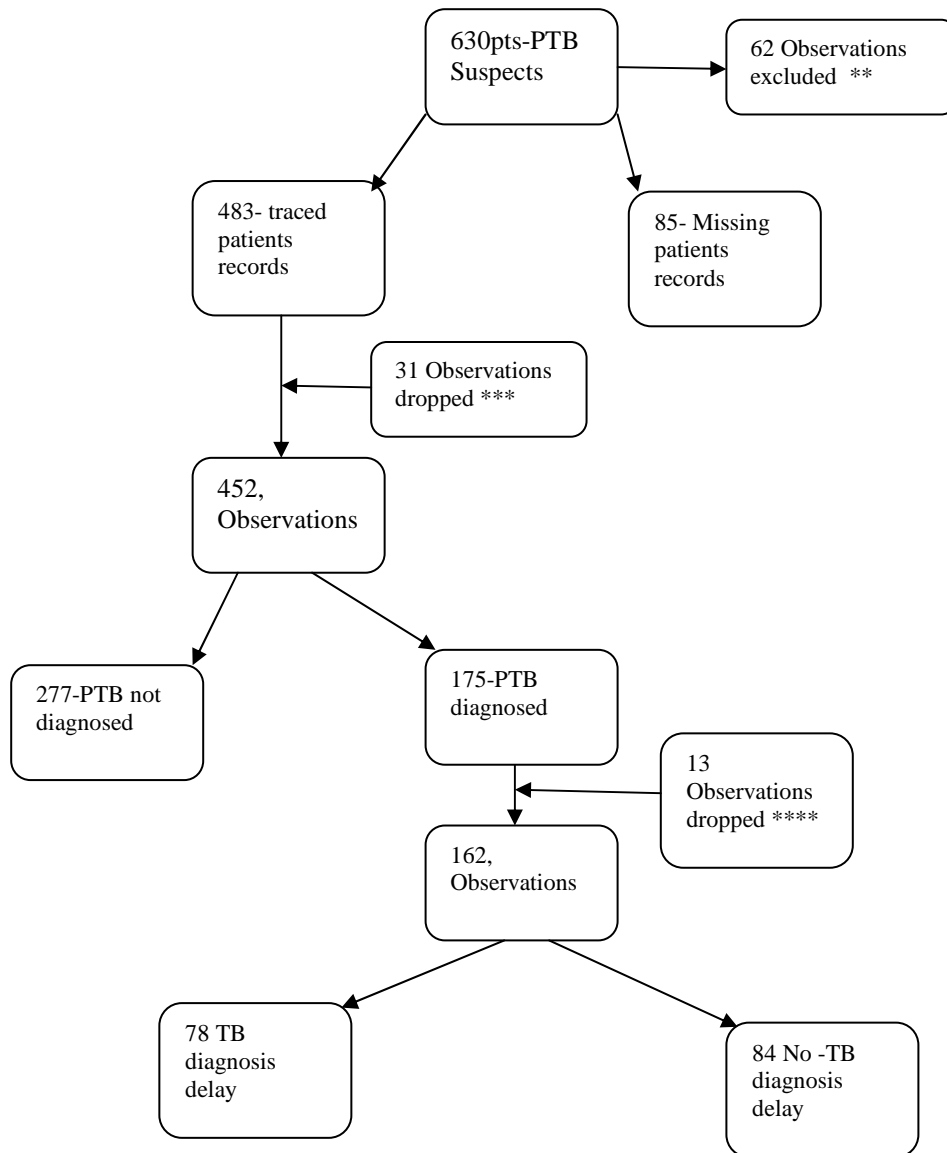 630pts-PTB
Suspects
62 Observations
excluded **
483- traced
patients
records
85- Missing
patients
records
31 Observations
dropped ***
452,
Observations
277-PTB not
diagnosed
175-PTB
diagnosed
13
Observations
dropped ****
162,
Observations
78 TB
diagnosis
delay
84 No -TB
diagnosis
delay